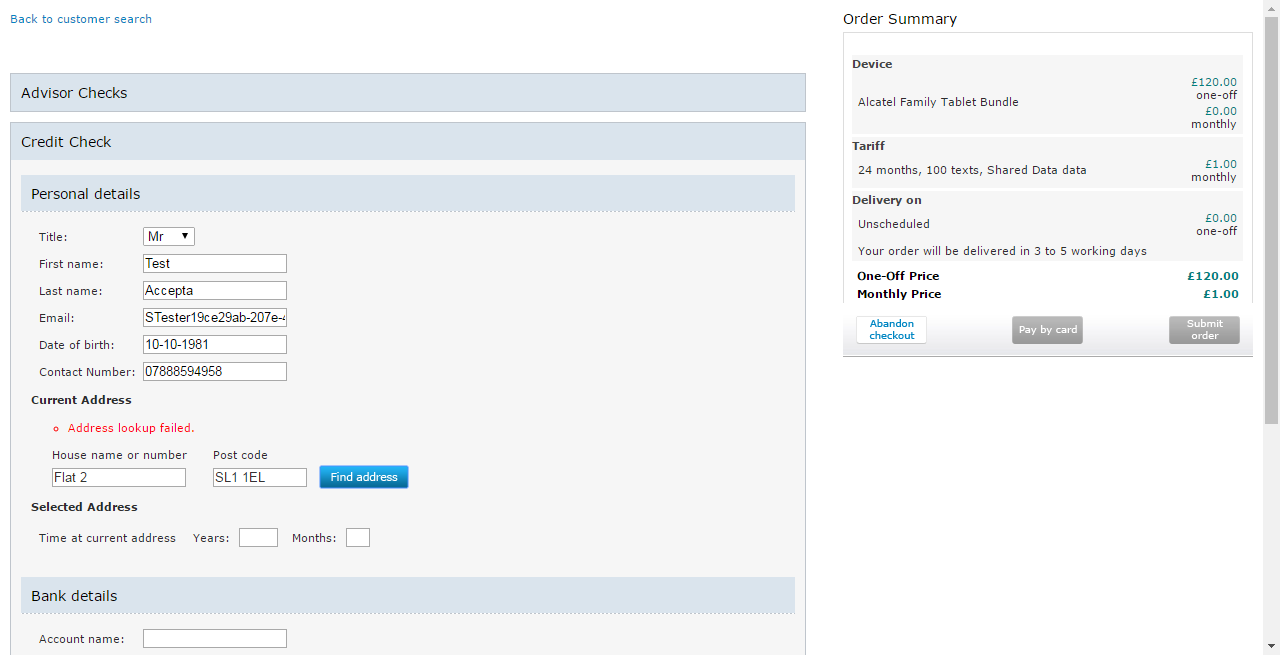 Back to customer search
Advisor Checks
Credit Check
Personal details
Title: Mr
First name: Test
Last name: Accepta
Email: STester19ce29ab-207e-
Date of birth: 10-10-1981
Contact Number: 07888594958
Current Address
Address lookup failed.
House name or number Post code
Flat 2 SL1 1EL Find address
Selected Address
Time at current address Years: Months:
Bank details
Account name:
Order Summary
Device
£120.00
one-off
Alcatel Family Tablet Bundle
£0.00
monthly
Tariff
£1.00
24 months, 100 texts, Shared Data data
monthly
Delivery on
£0.00
Unscheduled
one-off
Your order will be delivered in 3 to 5 working days
One-Off Price £120.00
Monthly Price £1.00
Abandon checkout
Pay by card
Submit order